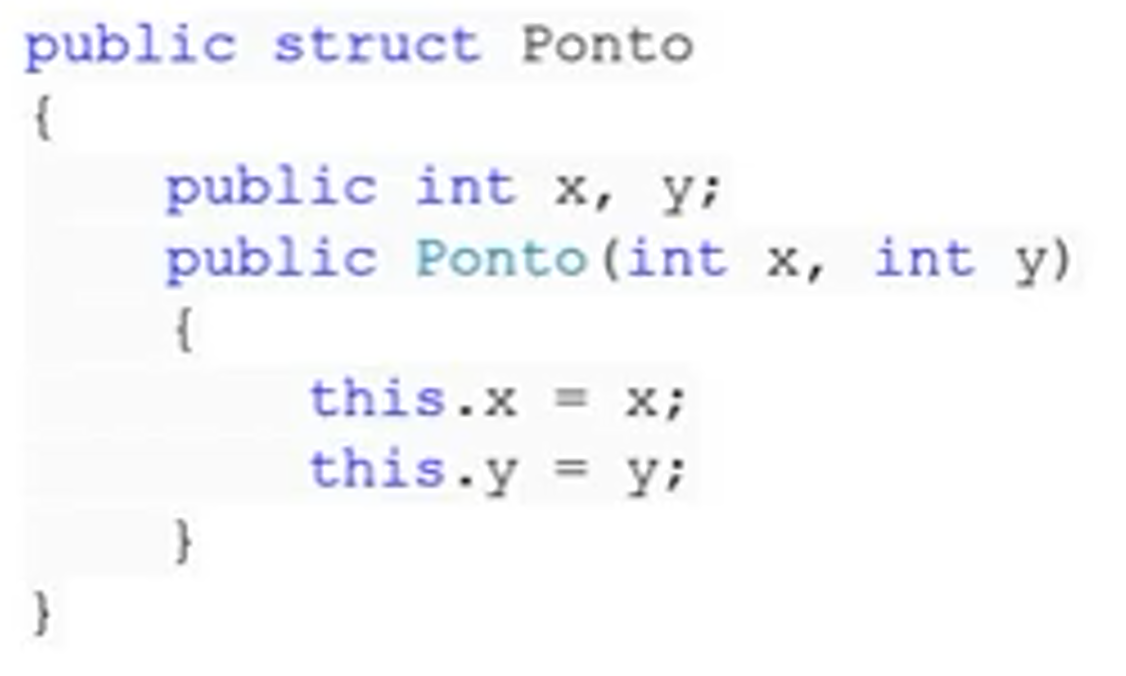 public struct Ponto
{
public int x, y;
public Ponto(int x, int y)
{
this.x = x;
this.y = y;
}
}